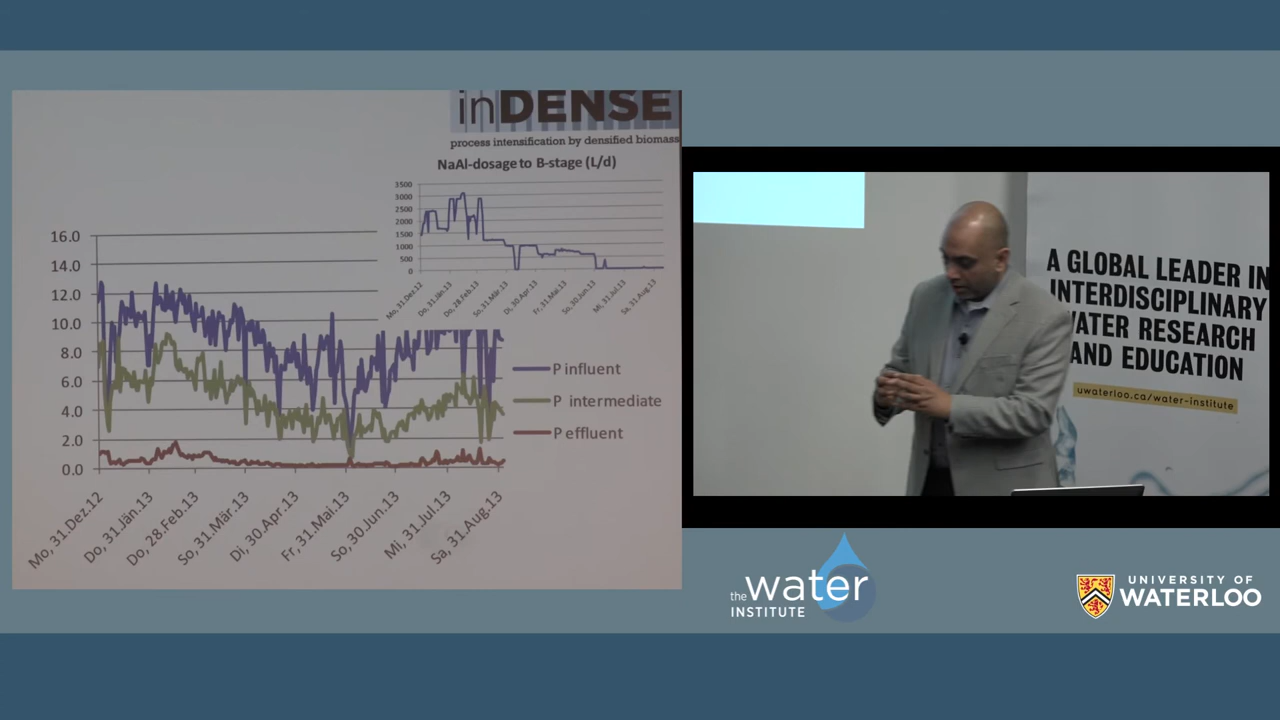 inDENSE
process intensification by densified biomass
NaAl-dosage to B-stage (L/d)
3500
3000
2500
2000
1500
1000
500
0
Mo, 31.Dez.12
Do, 31.Jän.13
Do, 28.Feb.13
So, 31.Mär.13
Di, 30.Apr.13
Fr, 31.Mai.13
So, 30.Jun.13
Mi, 31.Jul.13
Sa, 31.Aug.13
16.0
14.0
12.0
10.0
8.0
6.0
4.0
2.0
0.0
Mo, 31.Dez.12
Do, 31.Jän.13
Do, 28.Feb.13
So, 31.Mär.13
Di, 30.Apr.13
Fr, 31.Mai.13
So, 30.Jun.13
Mi, 31.Jul.13
Sa, 31.Aug.13
P influent
P intermediate
P effluent
A GLOBAL LEADER IN
INTERDISCIPLINARY
WATER RESEARCH
AND EDUCATION
uwaterloo.ca/water-institute
the water
INSTITUTE
UNIVERSITY OF
WATERLOO